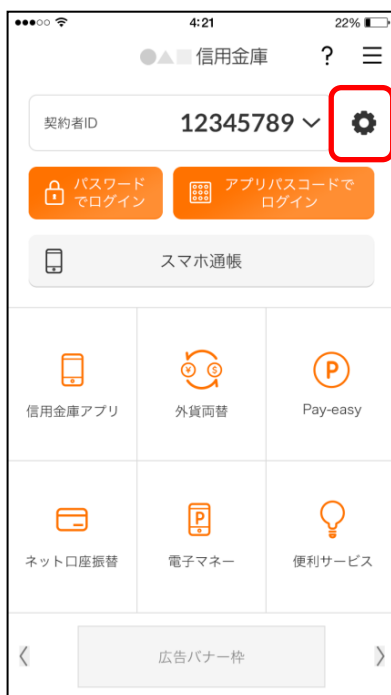 4:21
22%
●▲■信用金庫
?
契約者ID
12345789
パスワード
でログイン
アプリパスコードで
ログイン
スマホ通帳
信用金庫アプリ
外貨両替
Pay-easy
ネット口座振替
電子マネー
便利サービス
広告バナー枠